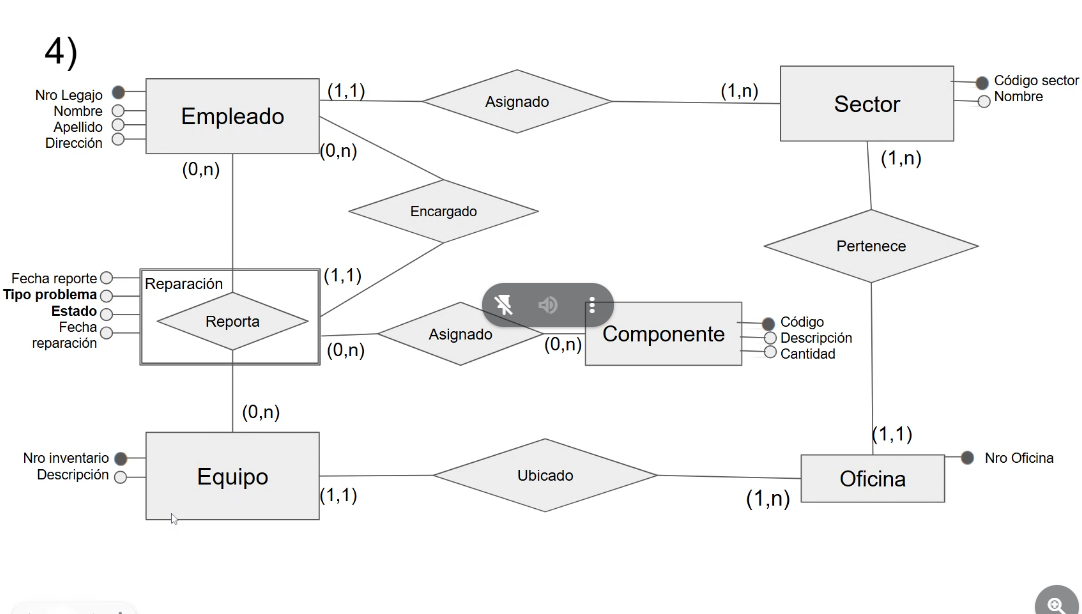 4)
Nro Legajo
Nombre
Apellido
Dirección
Empleado
(1,1)
Asignado
(1,n)
Sector
Código sector
Nombre
(0,n)
(0,n)
(1,n)
Encargado
Pertenece
Fecha reporte
Tipo problema
Estado
Fecha
reparación
Reparación
Reporta
(1,1)
(0,n)
Asignado
(0,n)
Componente
Código
Descripción
Cantidad
(0,n)
(1,1)
Nro inventario
Descripción
Equipo
(1,1)
Ubicado
(1,n)
Oficina
Nro Oficina